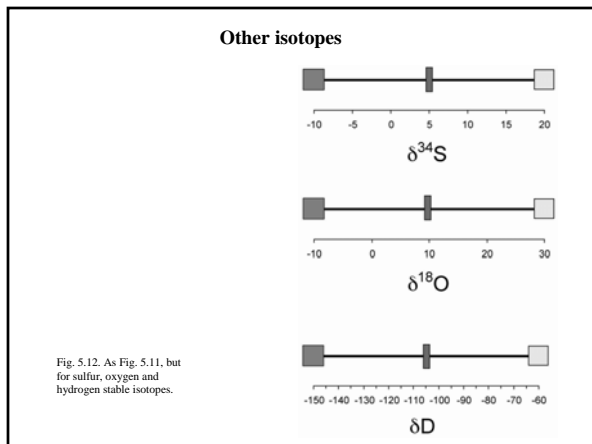 Other isotopes
-10 -5 0 5 10 15 20
δ³⁴S
-10 0 10 20 30
δ¹⁸O
Fig. 5.12. As Fig. 5.11, but
for sulfur, oxygen and
hydrogen stable isotopes.
-150 -140 -130 -120 -110 -100 -90 -80 -70 -60
δD